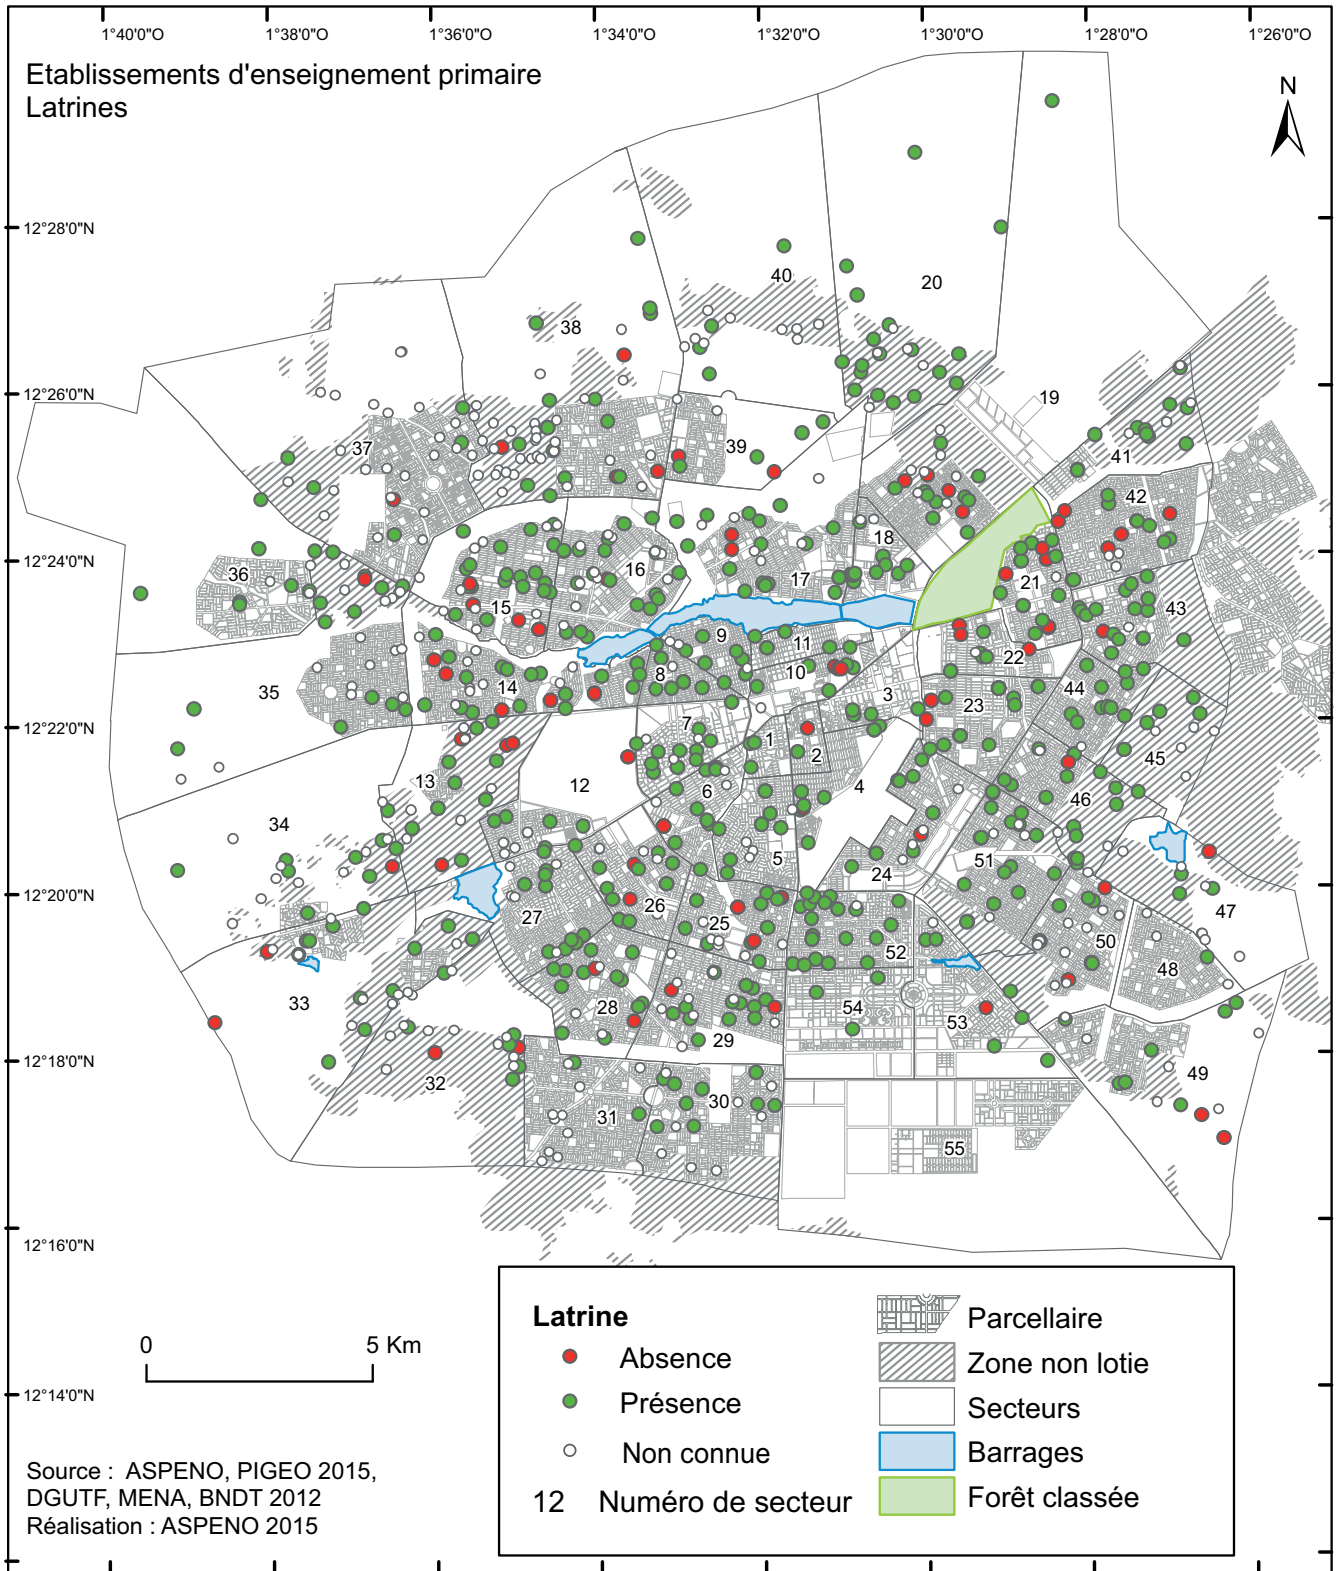 1°40'0"O 1°38'0"O 1°36'0"O 1°34'0"O 1°32'0"O 1°30'0"O 1°28'0"O 1°26'0"O
Etablissements d'enseignement primaire
Latrines
N
12°28'0"N
40
20
38
12°26'0"N
19
37
39
41
42
12°24'0"N
18
36
16
17
21
15
43
9
11
22
8
10
35
14
3
44
23
12°22'0"N
7
1
2
45
13
12
6
4
46
34
5
51
24
12°20'0"N
27
26
25
47
52
50
48
33
28
54
53
29
12°18'0"N
32
49
30
31
55
12°16'0"N
Latrine
Absence
Présence
Non connue
12 Numéro de secteur
Parcellaire
Zone non lotie
Secteurs
Barrages
Forêt classée
0 5 Km
12°14'0"N
Source : ASPENO, PIGEO 2015,
DGUTF, MENA, BNDT 2012
Réalisation : ASPENO 2015